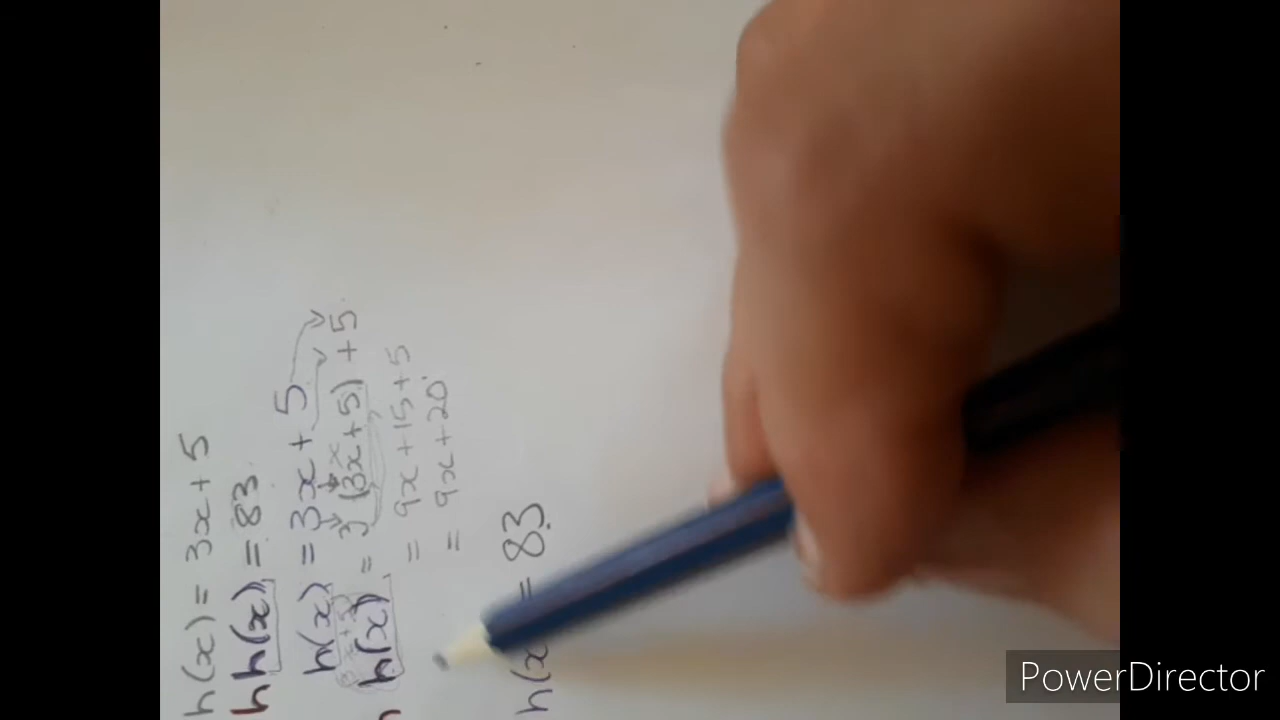 h(x) = 3x + 5
hh(x) = 83
h(x) = 3x + 5
h(x) = 3(3x + 5) + 5
= 9x + 15 + 5
= 9x + 20
h(x = 83
PowerDirector